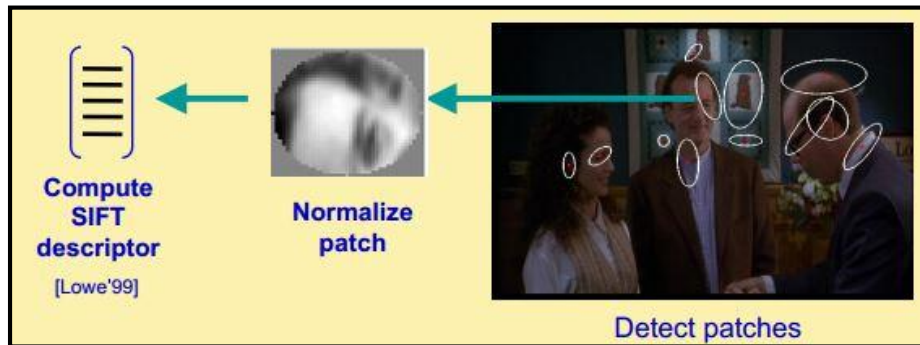 Compute
SIFT
descriptor
[Lowe'99]
Normalize
patch
Detect patches